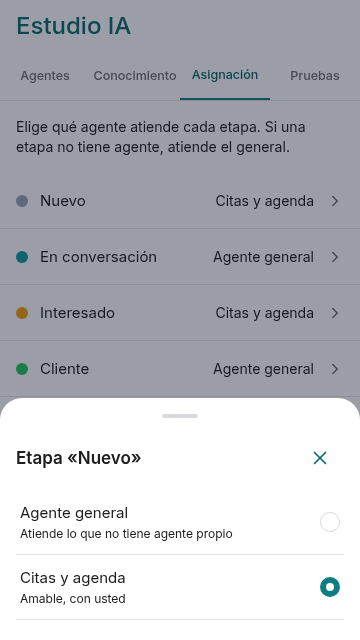 Estudio IA
Agentes Conocimiento Asignación Pruebas
Elige qué agente atiende cada etapa. Si una
etapa no tiene agente, atiende el general.
Nuevo Citas y agenda
En conversación Agente general
Interesado Citas y agenda
Cliente Agente general
Etapa «Nuevo»
Agente general
Atiende lo que no tiene agente propio
Citas y agenda
Amable, con usted